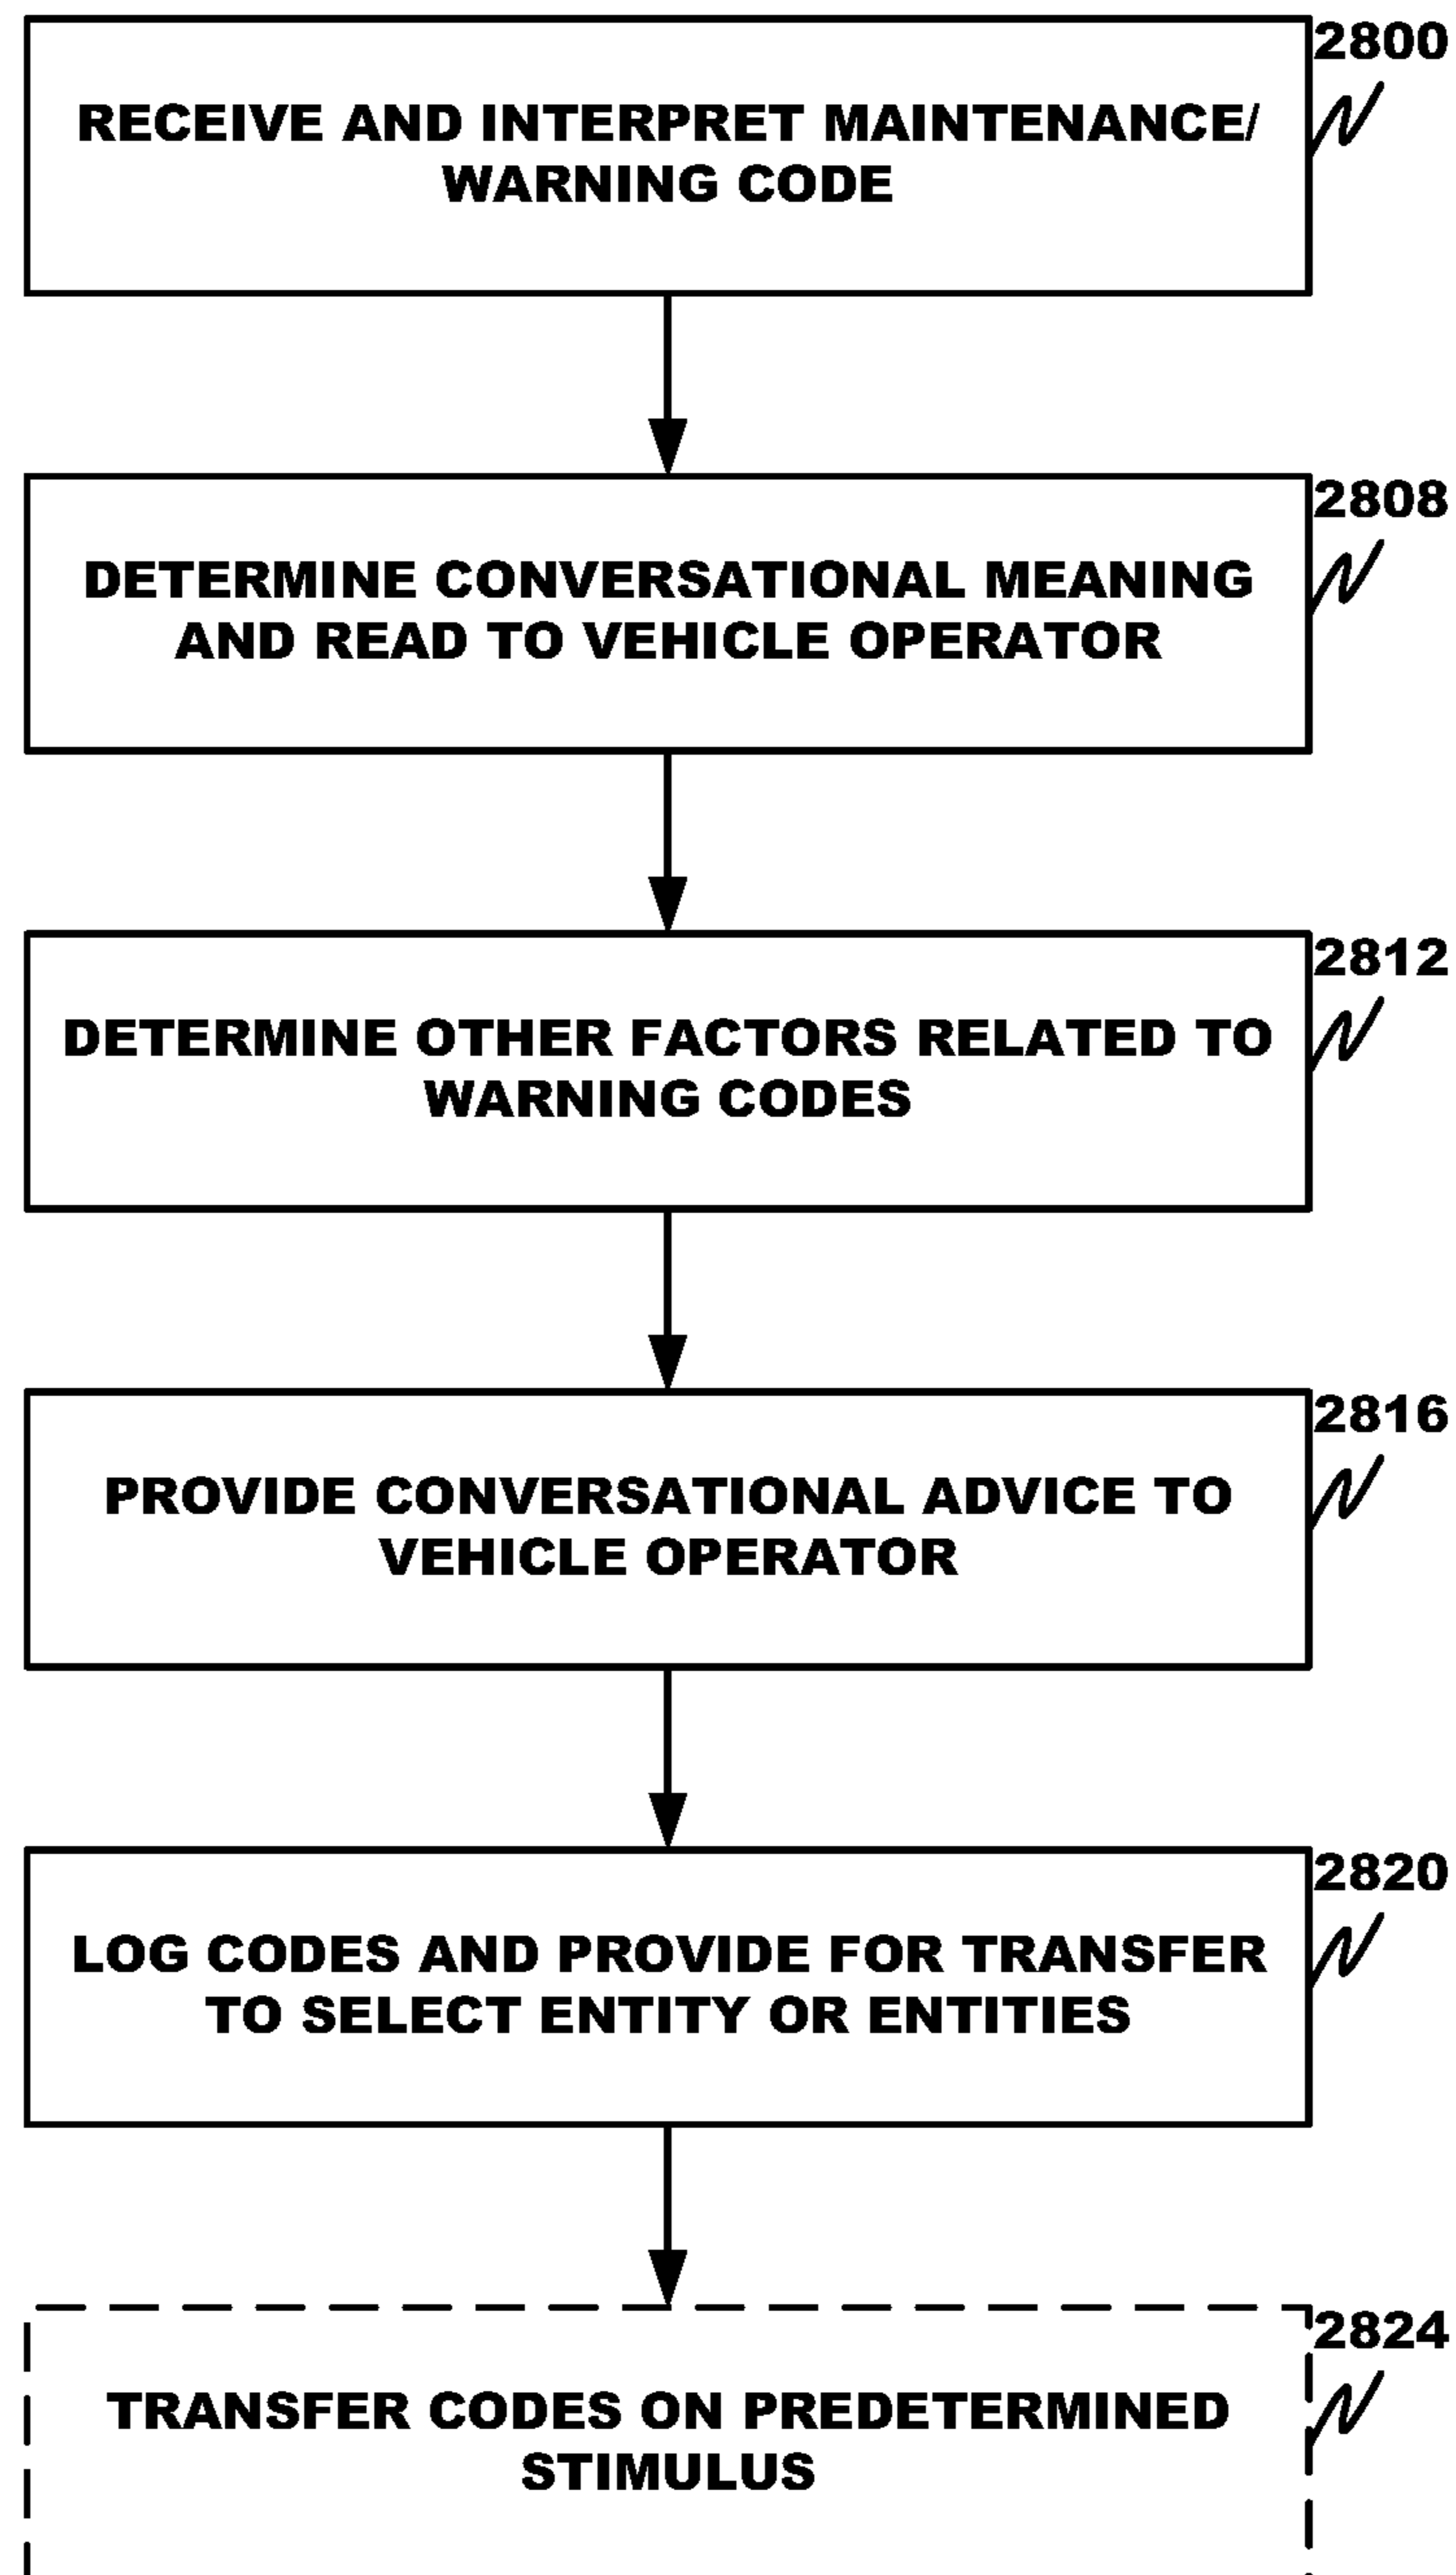 2800
RECEIVE AND INTERPRET MAINTENANCE/
WARNING CODE
2808
DETERMINE CONVERSATIONAL MEANING
AND READ TO VEHICLE OPERATOR
2812
DETERMINE OTHER FACTORS RELATED TO
WARNING CODES
2816
PROVIDE CONVERSATIONAL ADVICE TO
VEHICLE OPERATOR
2820
LOG CODES AND PROVIDE FOR TRANSFER
TO SELECT ENTITY OR ENTITIES
2824
TRANSFER CODES ON PREDETERMINED
STIMULUS